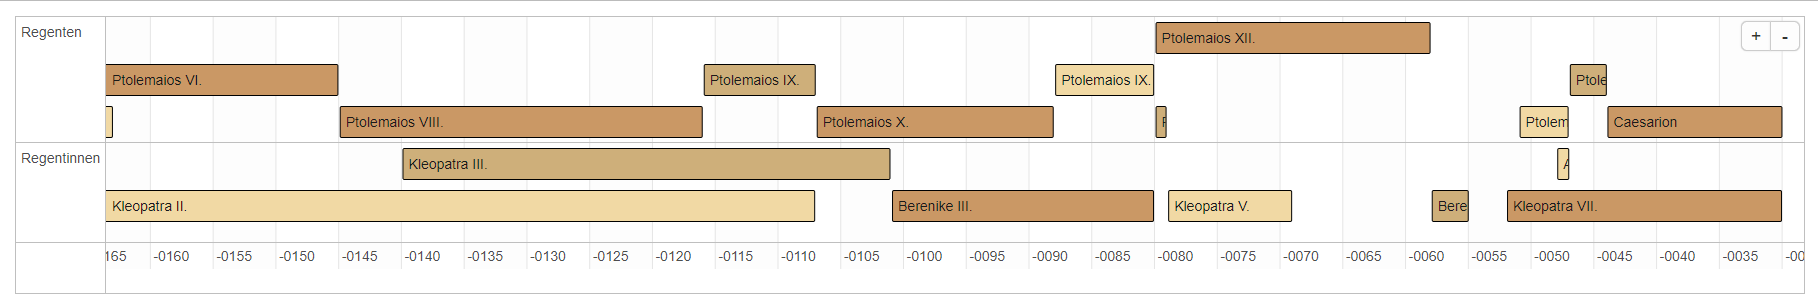 Regenten
Ptolemaios XII.
+ -
Ptolemaios VI.
Ptolemaios IX.
Ptolemaios IX.
Ptole
Ptolemaios VIII.
Ptolemaios X.
Ptolem
Caesarion
Regentinnen
Kleopatra III.
A
Kleopatra II.
Berenike III.
Kleopatra V.
Bere
Kleopatra VII.
165 -0160 -0155 -0150 -0145 -0140 -0135 -0130 -0125 -0120 -0115 -0110 -0105 -0100 -0095 -0090 -0085 -0080 -0075 -0070 -0065 -0060 -0055 -0050 -0045 -0040 -0035 -00